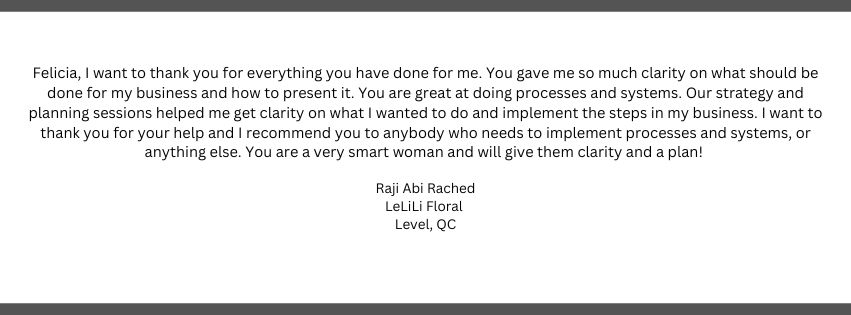 Felicia, I want to thank you for everything you have done for me. You gave me so much clarity on what should be
done for my business and how to present it. You are great at doing processes and systems. Our strategy and
planning sessions helped me get clarity on what I wanted to do and implement the steps in my business. I want to
thank you for your help and I recommend you to anybody who needs to implement processes and systems, or
anything else. You are a very smart woman and will give them clarity and a plan!
Raji Abi Rached
LeLiLi Floral
Level, QC